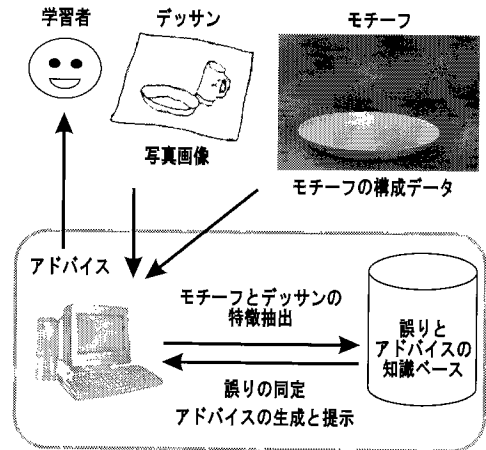 学習者
デッサン
モチーフ
写真画像
モチーフの構成データ
アドバイス
モチーフとデッサンの
特徴抽出
誤りと
アドバイスの
知識ベース
誤りの同定
アドバイスの生成と提示